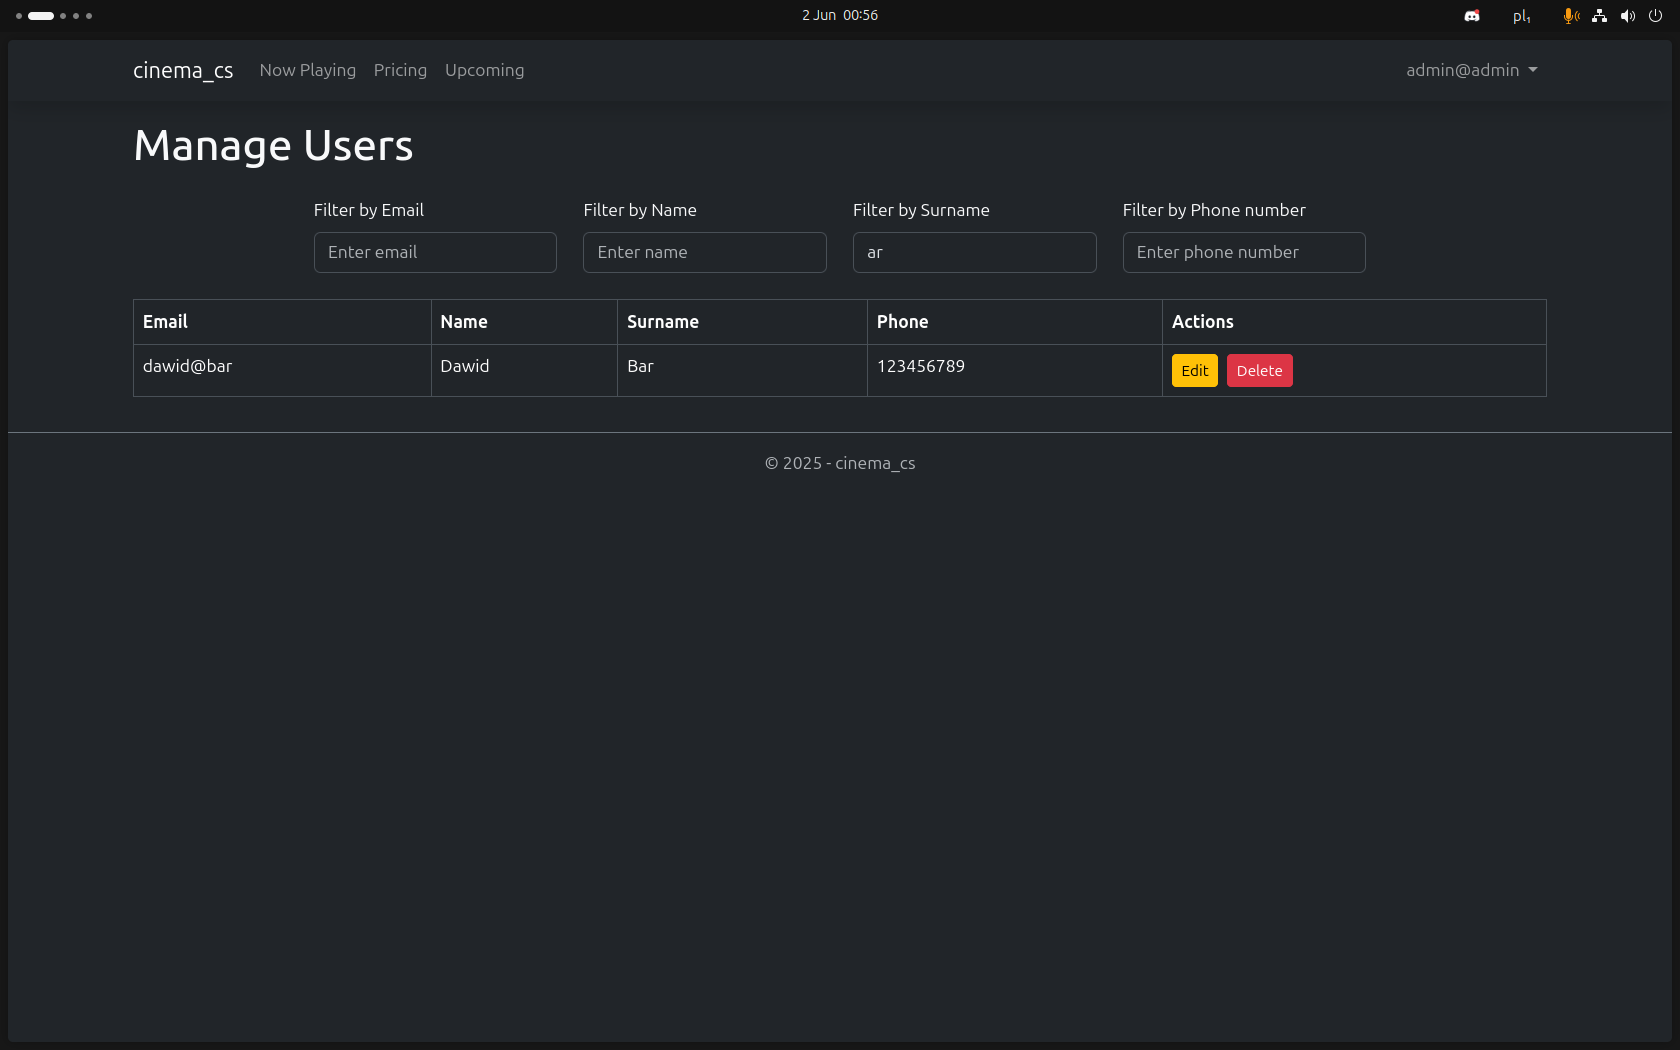 2 Jun 00:56
pl₁
cinema_cs Now Playing Pricing Upcoming admin@admin
Manage Users
Filter by Email Filter by Name Filter by Surname Filter by Phone number
Enter email Enter name ar Enter phone number
Email Name Surname Phone Actions
dawid@bar Dawid Bar 123456789 Edit Delete
© 2025 - cinema_cs